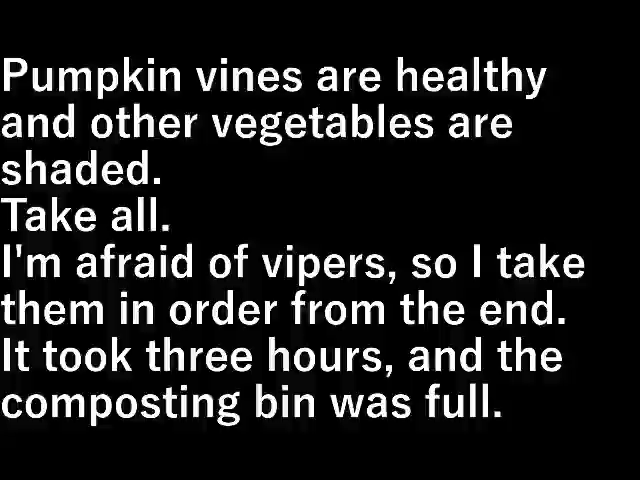 Pumpkin vines are healthy
and other vegetables are
shaded.
Take all.
I'm afraid of vipers, so I take
them in order from the end.
It took three hours, and the
composting bin was full.